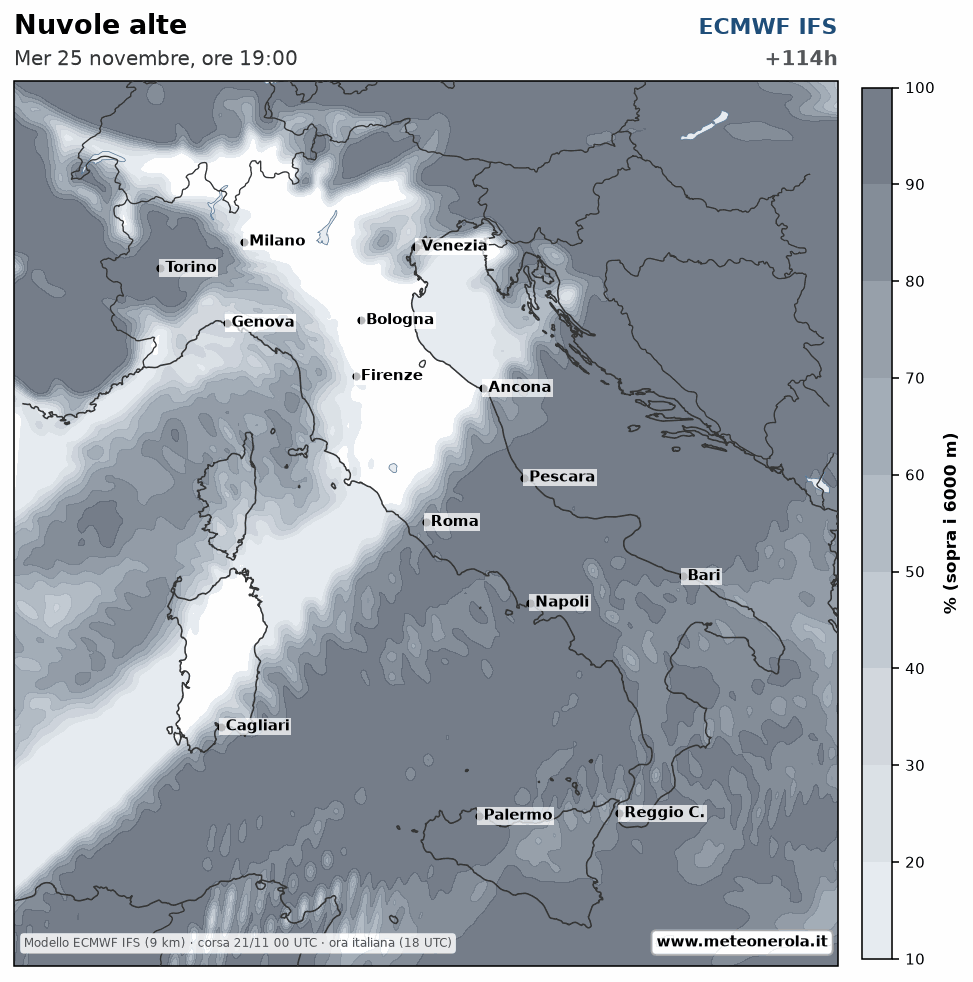 Nuvole alte
ECMWF IFS
Mer 25 novembre, ore 19:00
+114h
100
90
80
70
60
50
40
30
20
10
% (sopra i 6000 m)
Milano
Venezia
Torino
Genova
Bologna
Firenze
Ancona
Pescara
Roma
Bari
Napoli
Cagliari
Palermo
Reggio C.
Modello ECMWF IFS (9 km) · corsa 21/11 00 UTC · ora italiana (18 UTC)
www.meteonerola.it